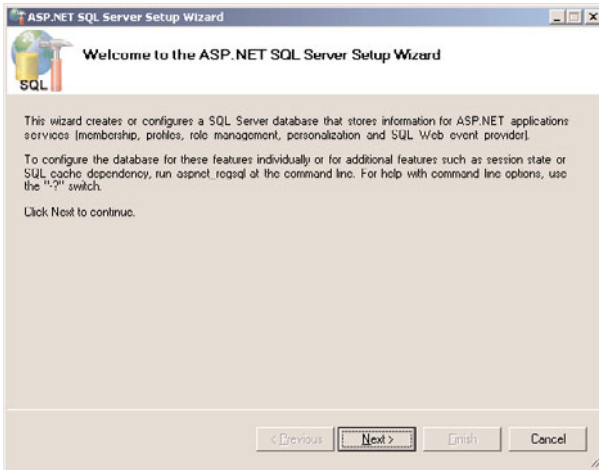 ASP.NET SQL Server Setup Wizard
Welcome to the ASP.NET SQL Server Setup Wizard
SQL
This wizard creates or configures a SQL Server database that stores information for ASP.NET applications
services (membership, profiles, role management, personalization and SQL Web event provider).
To configure the database for these features individually or for additional features such as session state or
SQL cache dependency, run aspnet_regsql at the command line. For help with command line options, use
the "-?" switch.
Click Next to continue.
< Previous Next > Finish Cancel